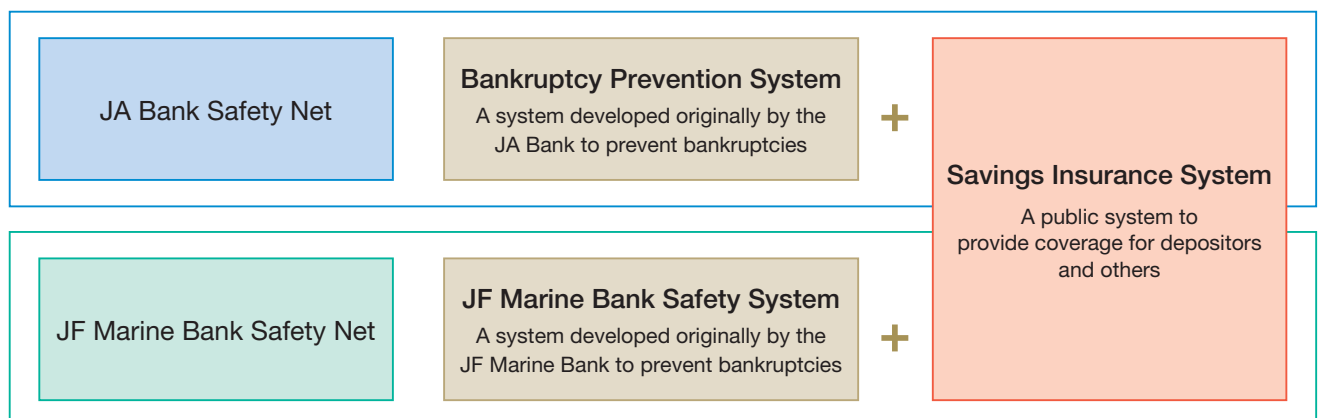 JA Bank Safety Net
Bankruptcy Prevention System
A system developed originally by the
JA Bank to prevent bankruptcies
+
Savings Insurance System
A public system to
provide coverage for depositors
and others
JF Marine Bank Safety Net
JF Marine Bank Safety System
A system developed originally by the
JF Marine Bank to prevent bankruptcies
+